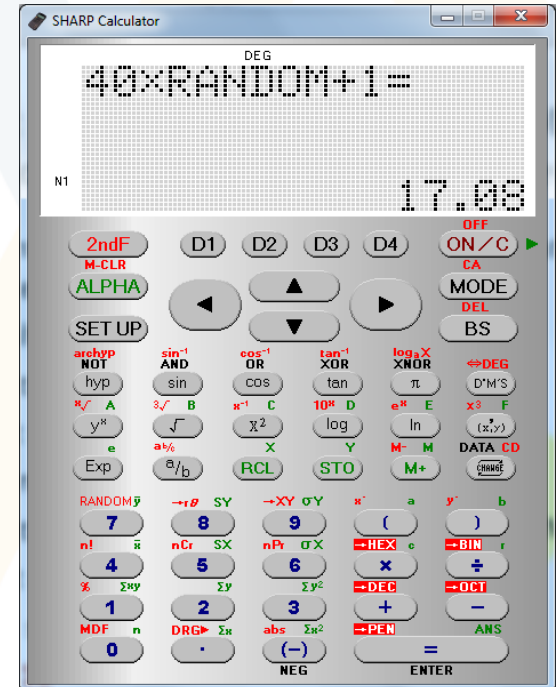 SHARP Calculator
DEG
40×RANDOM+1=
N1
17.08
OFF
2ndF D1 D2 D3 D4 ON/C
M-CLR CA
ALPHA MODE
DEL
SET UP BS
archyp sin⁻¹ cos⁻¹ tan⁻¹ log₂X
NOT AND OR XOR XNOR ⇔DEG
hyp sin cos tan π D°M'S
ˣ√ A ³√ B x⁻¹ C 10ˣ D eˣ E x³ F
yˣ √ X² log ln (x,y)
e a b/c X Y M- M DATA CD
Exp a/b RCL STO M+ CHANGE
RANDOM ȳ →rθ SY →XY σY x´ a y´ b
7 8 9 ( )
n! x̄ nCr SX nPr σX →HEX c →BIN r
4 5 6 × ÷
% Σxy Σy Σy² →DEC →OCT
1 2 3 + −
MDF n DRG▶ Σx abs Σx² →PEN ANS
0 · (−) =
NEG ENTER